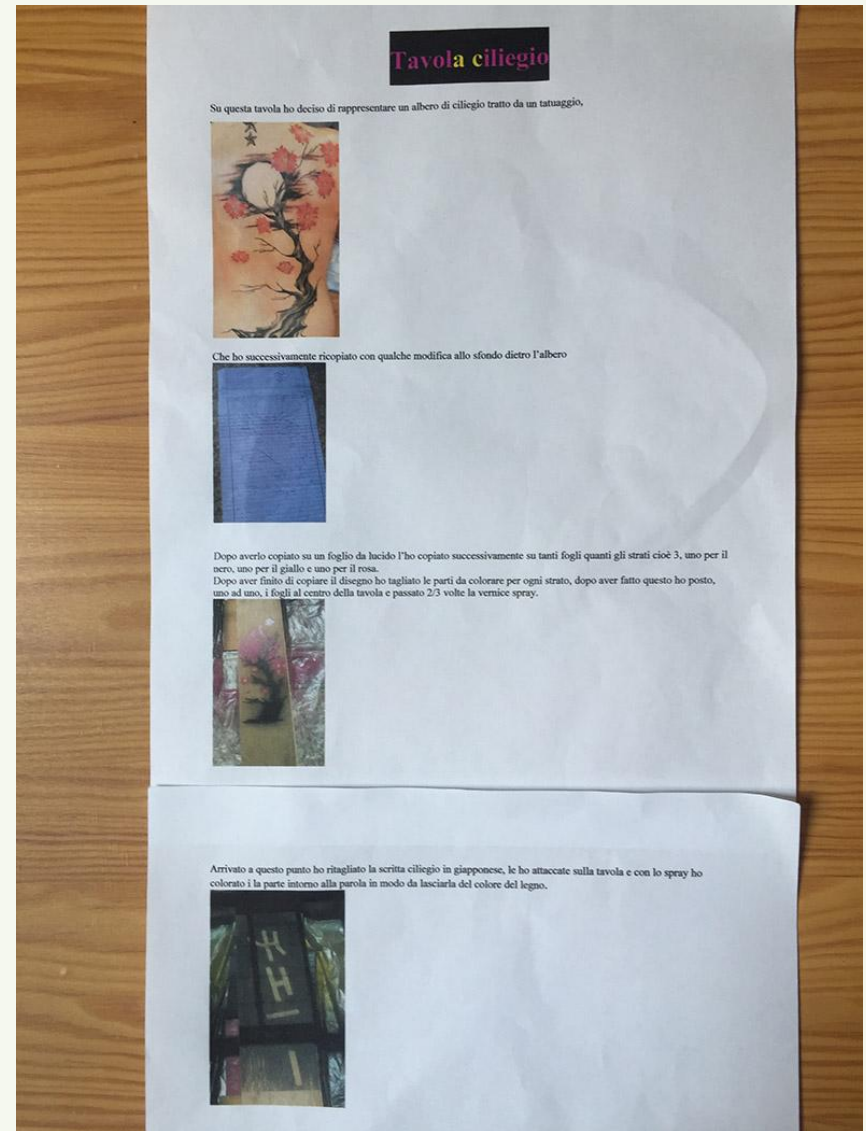 Tavola ciliegio
Su questa tavola ho deciso di rappresentare un albero di ciliegio tratto da un tatuaggio,
Che ho successivamente ricopiato con qualche modifica allo sfondo dietro l'albero
Dopo averlo copiato su un foglio da lucido l'ho copiato successivamente su tanti fogli quanti gli strati cioè 3, uno per il
nero, uno per il giallo e uno per il rosa.
Dopo aver finito di copiare il disegno ho tagliato le parti da colorare per ogni strato, dopo aver fatto questo ho posto,
uno ad uno, i fogli al centro della tavola e passato 2/3 volte la vernice spray.
Arrivato a questo punto ho ritagliato la scritta ciliegio in giapponese, le ho attaccate sulla tavola e con lo spray ho
colorato i la parte intorno alla parola in modo da lasciarla del colore del legno.